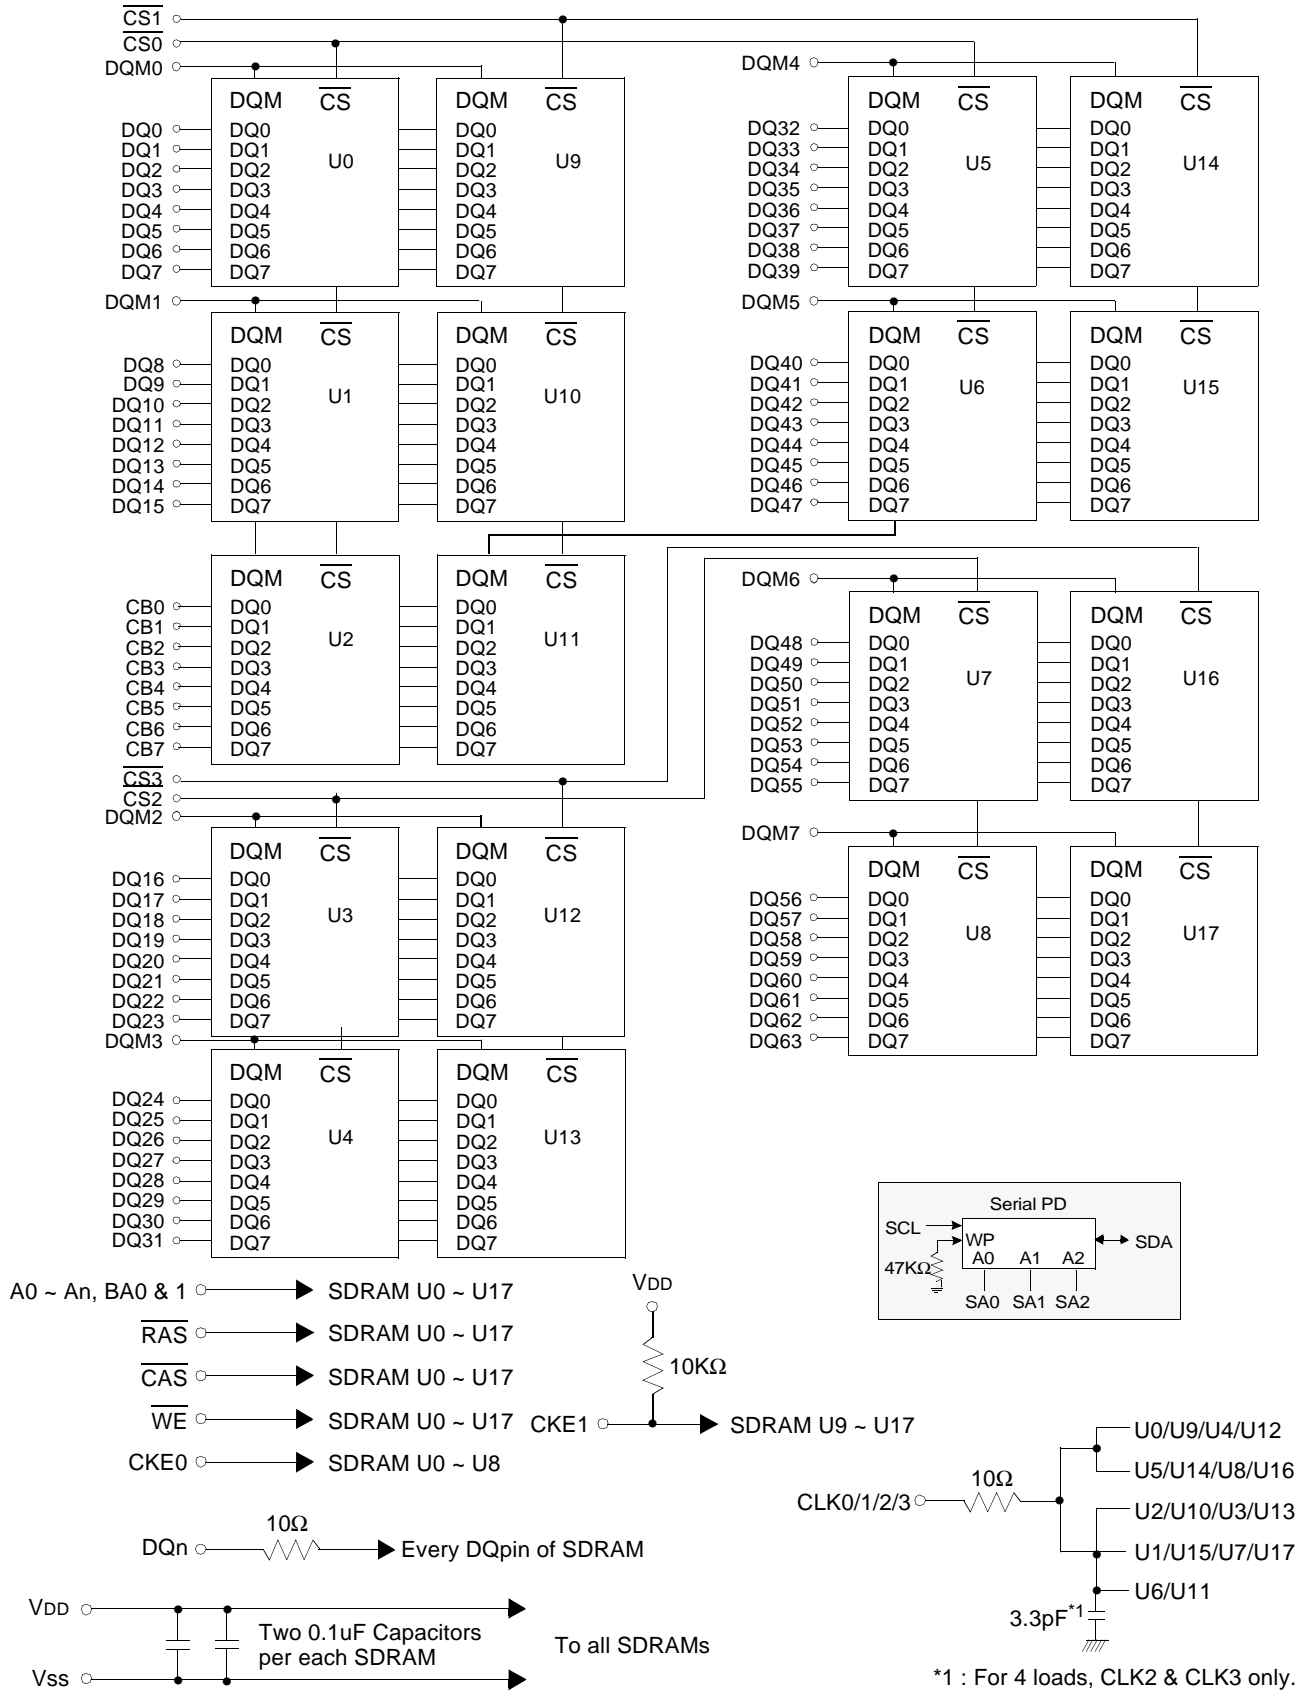 CS1
CS0
DQM0
DQM CS
DQ0 DQ0
DQ1 DQ1
DQ2 DQ2
DQ3 DQ3
DQ4 DQ4
DQ5 DQ5
DQ6 DQ6
DQ7 DQ7
U0
DQM CS
DQ0
DQ1
DQ2
DQ3
DQ4
DQ5
DQ6
DQ7
U9
DQM4
DQM CS
DQ32 DQ0
DQ33 DQ1
DQ34 DQ2
DQ35 DQ3
DQ36 DQ4
DQ37 DQ5
DQ38 DQ6
DQ39 DQ7
U5
DQM CS
DQ0
DQ1
DQ2
DQ3
DQ4
DQ5
DQ6
DQ7
U14
DQM1
DQM CS
DQ8 DQ0
DQ9 DQ1
DQ10 DQ2
DQ11 DQ3
DQ12 DQ4
DQ13 DQ5
DQ14 DQ6
DQ15 DQ7
U1
DQM CS
DQ0
DQ1
DQ2
DQ3
DQ4
DQ5
DQ6
DQ7
U10
DQM5
DQM CS
DQ40 DQ0
DQ41 DQ1
DQ42 DQ2
DQ43 DQ3
DQ44 DQ4
DQ45 DQ5
DQ46 DQ6
DQ47 DQ7
U6
DQM CS
DQ0
DQ1
DQ2
DQ3
DQ4
DQ5
DQ6
DQ7
U15
DQM CS
CB0 DQ0
CB1 DQ1
CB2 DQ2
CB3 DQ3
CB4 DQ4
CB5 DQ5
CB6 DQ6
CB7 DQ7
U2
DQM CS
DQ0
DQ1
DQ2
DQ3
DQ4
DQ5
DQ6
DQ7
U11
DQM6
DQM CS
DQ48 DQ0
DQ49 DQ1
DQ50 DQ2
DQ51 DQ3
DQ52 DQ4
DQ53 DQ5
DQ54 DQ6
DQ55 DQ7
U7
DQM CS
DQ0
DQ1
DQ2
DQ3
DQ4
DQ5
DQ6
DQ7
U16
CS3
CS2
DQM2
DQM CS
DQ16 DQ0
DQ17 DQ1
DQ18 DQ2
DQ19 DQ3
DQ20 DQ4
DQ21 DQ5
DQ22 DQ6
DQ23 DQ7
U3
DQM CS
DQ0
DQ1
DQ2
DQ3
DQ4
DQ5
DQ6
DQ7
U12
DQM7
DQM CS
DQ56 DQ0
DQ57 DQ1
DQ58 DQ2
DQ59 DQ3
DQ60 DQ4
DQ61 DQ5
DQ62 DQ6
DQ63 DQ7
U8
DQM CS
DQ0
DQ1
DQ2
DQ3
DQ4
DQ5
DQ6
DQ7
U17
DQM3
DQM CS
DQ24 DQ0
DQ25 DQ1
DQ26 DQ2
DQ27 DQ3
DQ28 DQ4
DQ29 DQ5
DQ30 DQ6
DQ31 DQ7
U4
DQM CS
DQ0
DQ1
DQ2
DQ3
DQ4
DQ5
DQ6
DQ7
U13
Serial PD
SCL
WP
SDA
47KΩ
A0 A1 A2
SA0 SA1 SA2
A0 ~ An, BA0 & 1 SDRAM U0 ~ U17
RAS SDRAM U0 ~ U17
CAS SDRAM U0 ~ U17
WE SDRAM U0 ~ U17
CKE0 SDRAM U0 ~ U8
VDD
10KΩ
CKE1 SDRAM U9 ~ U17
DQn 10Ω Every DQpin of SDRAM
VDD
Vss
Two 0.1uF Capacitors
per each SDRAM
To all SDRAMs
CLK0/1/2/3 10Ω
U0/U9/U4/U12
U5/U14/U8/U16
U2/U10/U3/U13
U1/U15/U7/U17
U6/U11
3.3pF*1
*1 : For 4 loads, CLK2 & CLK3 only.